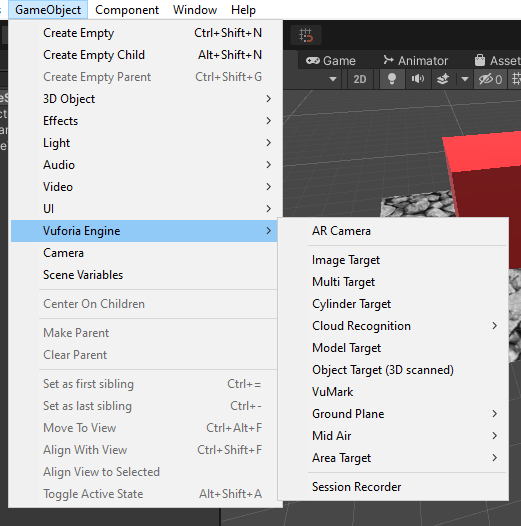 GameObject Component Window Help
Create Empty Ctrl+Shift+N
Create Empty Child Alt+Shift+N
Create Empty Parent Ctrl+Shift+G
3D Object
Effects
Light
Audio
Video
UI
Vuforia Engine
Camera
Scene Variables
Center On Children
Make Parent
Clear Parent
Set as first sibling Ctrl+=
Set as last sibling Ctrl+-
Move To View Ctrl+Alt+F
Align With View Ctrl+Shift+F
Align View to Selected
Toggle Active State Alt+Shift+A
Game Animator Asset
2D 0
AR Camera
Image Target
Multi Target
Cylinder Target
Cloud Recognition
Model Target
Object Target (3D scanned)
VuMark
Ground Plane
Mid Air
Area Target
Session Recorder